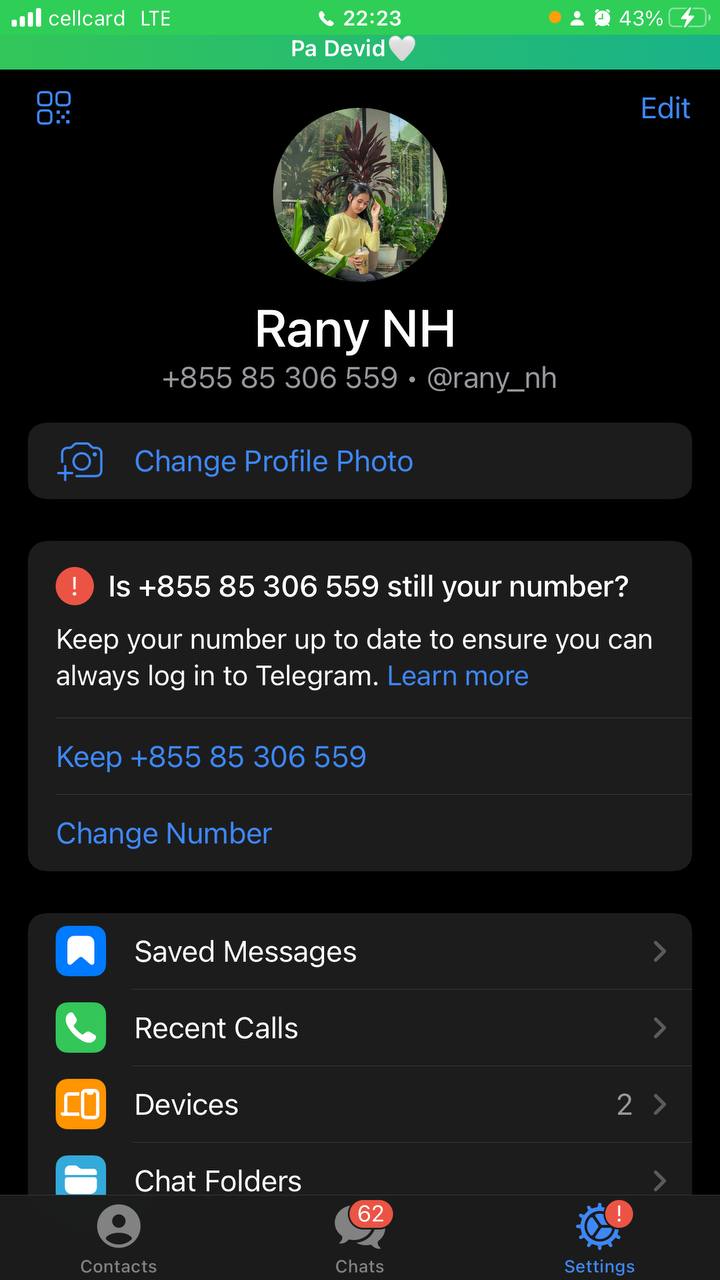 cellcard LTE 22:23 43%
Pa Devid🤍
Edit
Rany NH
+855 85 306 559 • @rany_nh
Change Profile Photo
! Is +855 85 306 559 still your number?
Keep your number up to date to ensure you can
always log in to Telegram. Learn more
Keep +855 85 306 559
Change Number
Saved Messages
Recent Calls
Devices 2
Chat Folders
62 !
Contacts Chats Settings